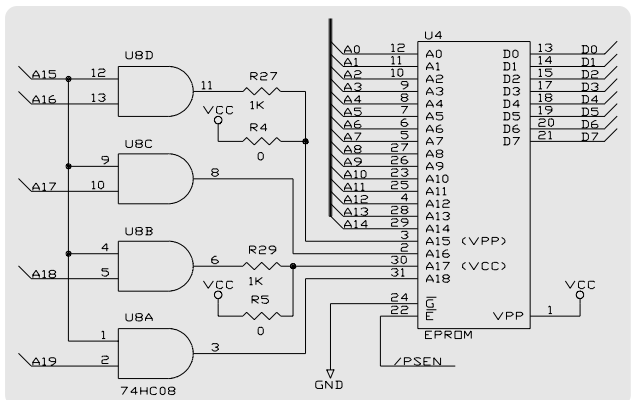 U8D
A15 12
A16 13
11
R27
1K
VCC
R4
0
U8C
9
A17 10
8
U8B
4
A18 5
6
R29
1K
VCC
R5
0
U8A
1
A19 2
3
74HC08
U4
A0 12 A0 D0 13 D0
A1 11 A1 D1 14 D1
A2 10 A2 D2 15 D2
A3 9 A3 D3 17 D3
A4 8 A4 D4 18 D4
A5 7 A5 D5 19 D5
A6 6 A6 D6 20 D6
A7 5 A7 D7 21 D7
A8 27 A8
A9 26 A9
A10 23 A10
A11 25 A11
A12 4 A12
A13 28 A13
A14 29 A14
3 A15 (VPP)
2 A16
30 A17 (VCC)
31 A18
24 G
22 E
VPP 1
VCC
EPROM
/PSEN
GND